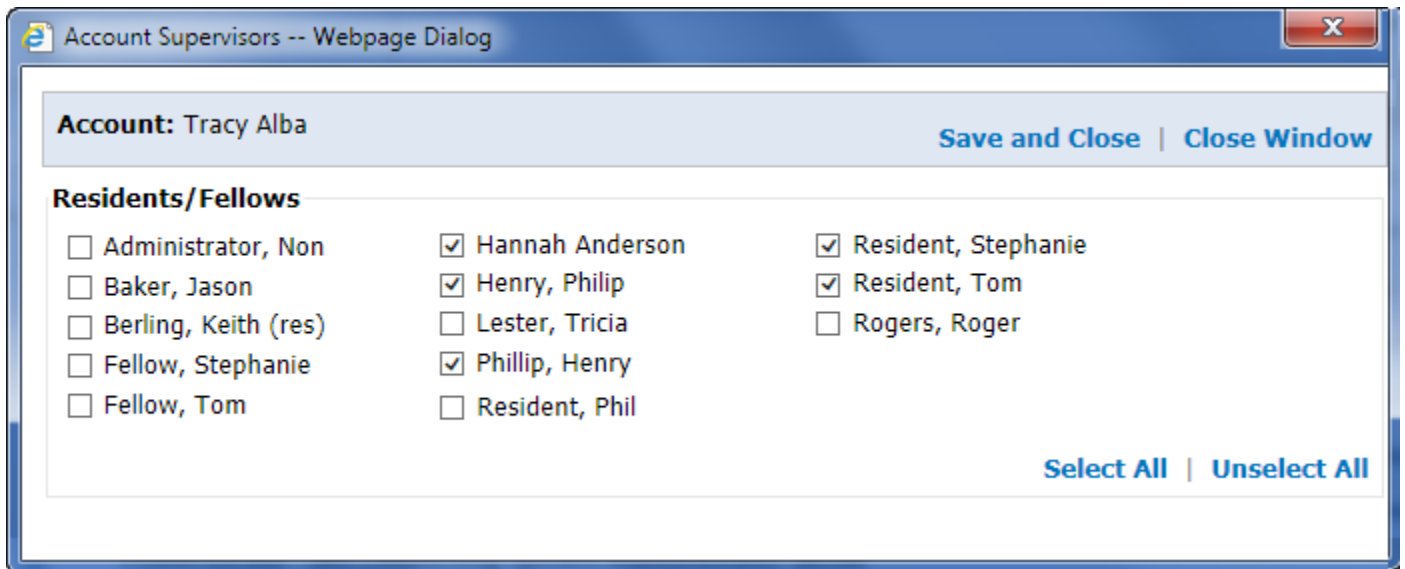 Account Supervisors -- Webpage Dialog
x
Account: Tracy Alba
Save and Close | Close Window
Residents/Fellows
Administrator, Non
Baker, Jason
Berling, Keith (res)
Fellow, Stephanie
Fellow, Tom
Hannah Anderson
Henry, Philip
Lester, Tricia
Phillip, Henry
Resident, Phil
Resident, Stephanie
Resident, Tom
Rogers, Roger
Select All | Unselect All